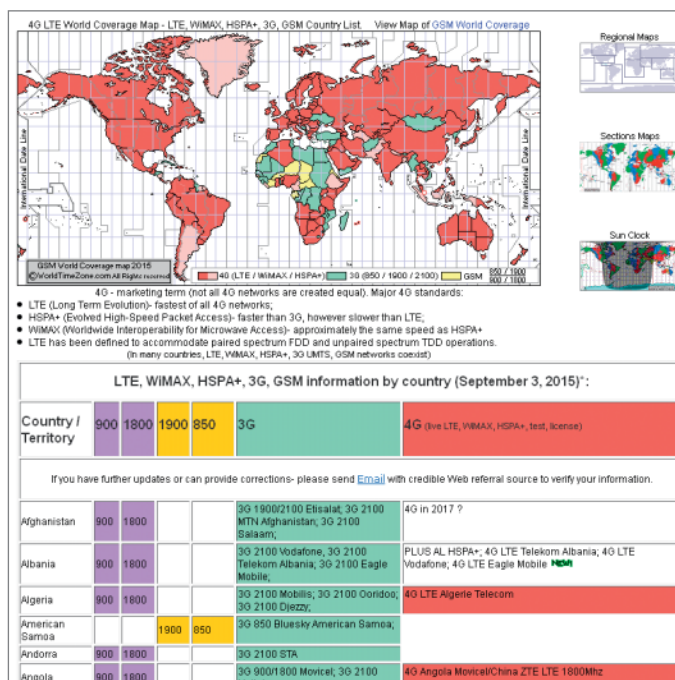 4G LTE World Coverage Map - LTE, WiMAX, HSPA+, 3G, GSM Country List. View Map of GSM World Coverage
Regional Maps
Sections Maps
Sun Clock
International Date Line
International Date Line
GSM World Coverage map 2015
©WorldTimeZone.com All Rights reserved
4G (LTE / WiMAX / HSPA+)
3G (850 / 1900 / 2100)
GSM
850 / 1900
900 / 1800
4G - marketing term (not all 4G networks are created equal). Major 4G standards:
LTE (Long Term Evolution)- fastest of all 4G networks;
HSPA+ (Evolved High-Speed Packet Access)- faster than 3G, however slower than LTE;
WiMAX (Worldwide Interoperability for Microwave Access)- approximately the same speed as HSPA+
LTE has been defined to accommodate paired spectrum FDD and unpaired spectrum TDD operations.
(In many countries, LTE, WiMAX, HSPA+, 3G UMTS, GSM networks coexist)
LTE, WiMAX, HSPA+, 3G, GSM information by country (September 3, 2015)*:
Country / Territory 900 1800 1900 850 3G 4G (live LTE, WiMAX, HSPA+, test, license)
If you have further updates or can provide corrections- please send Email with credible Web referral source to verify your information.
Afghanistan 900 1800
3G 1900/2100 Etisalat; 3G 2100
MTN Afghanistan; 3G 2100
Salaam;
4G in 2017 ?
Albania 900 1800
3G 2100 Vodafone, 3G 2100
Telekom Albania; 3G 2100 Eagle
Mobile;
PLUS AL HSPA+; 4G LTE Telekom Albania; 4G LTE
Vodafone; 4G LTE Eagle Mobile NEW!
Algeria 900 1800
3G 2100 Mobilis; 3G 2100 Ooridoo;
3G 2100 Djezzy;
4G LTE Algerie Telecom
American Samoa 1900 850 3G 850 Bluesky American Samoa;
Andorra 900 1800 3G 2100 STA
Angola 900 1800 3G 900/1800 Movicel; 3G 2100
4G Angola Movicel/China ZTE LTE 1800Mhz